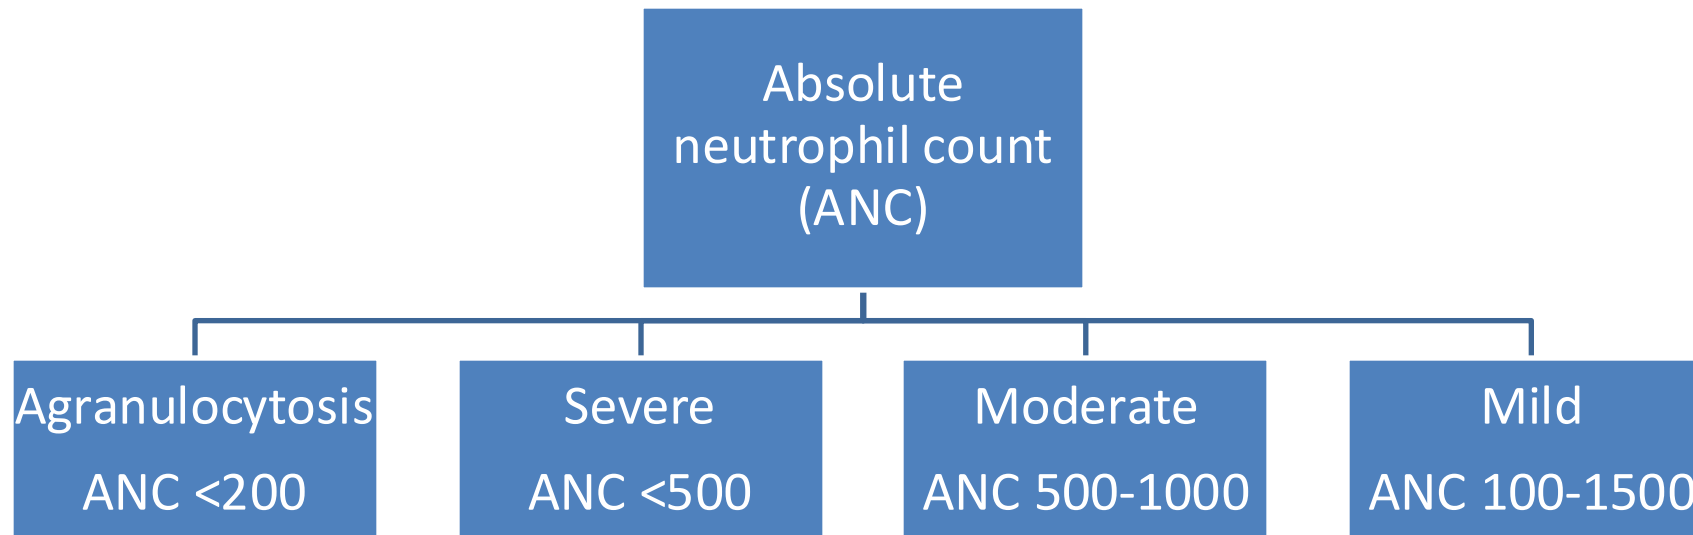 Absolute
neutrophil count
(ANC)
Agranulocytosis
ANC <200
Severe
ANC <500
Moderate
ANC 500-1000
Mild
ANC 100-1500